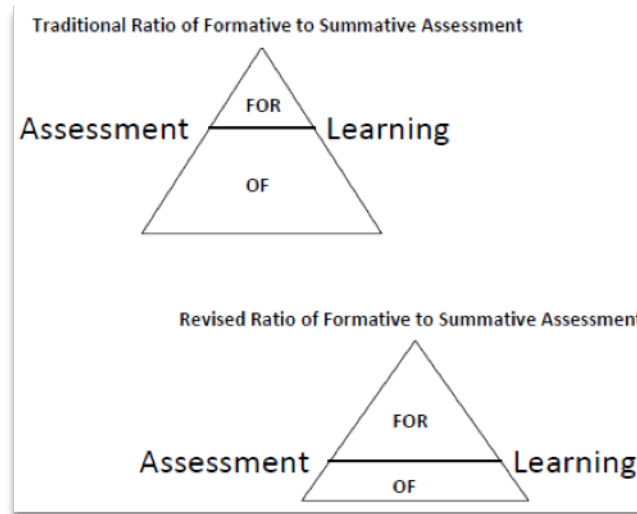 Traditional Ratio of Formative to Summative Assessment
FOR
Assessment Learning
OF
Revised Ratio of Formative to Summative Assessment
FOR
Assessment Learning
OF